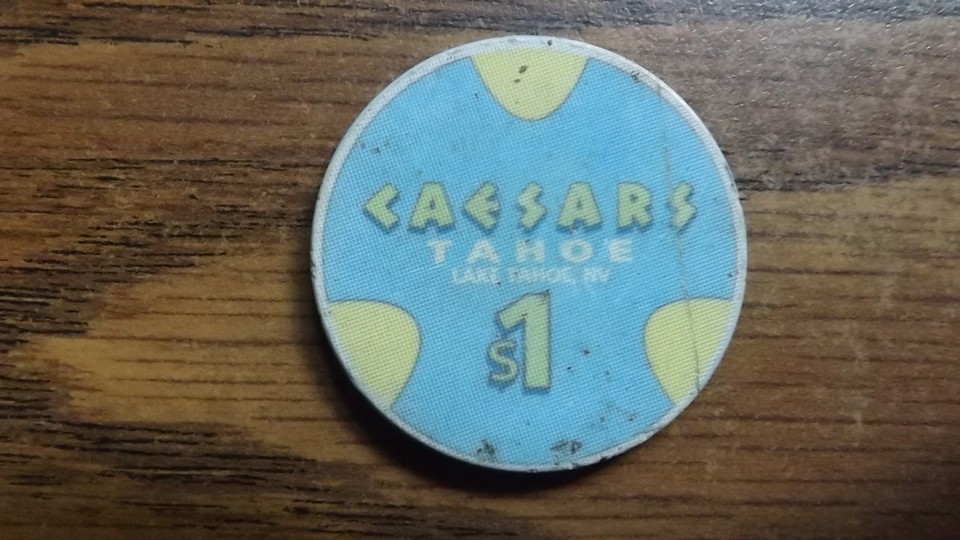 CAESARS
TAHOE
LAKE TAHOE, NV
$1